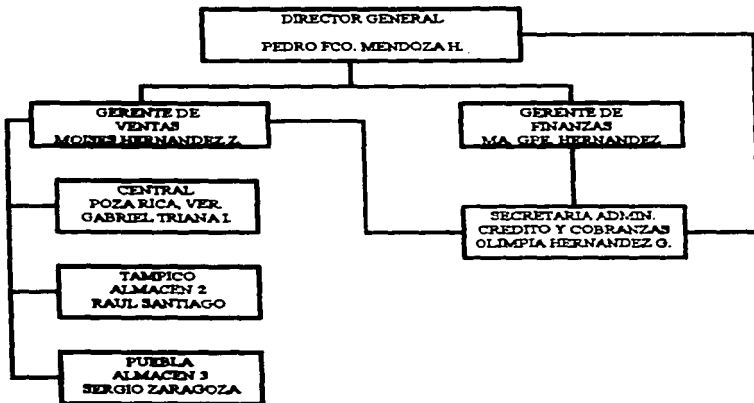 DIRECTOR GENERAL
PEDRO FCO. MENDOZA H.
GERENTE DE
VENTAS
MOISES HERNANDEZ Z.
GERENTE DE
FINANZAS
MA. GPE. HERNANDEZ
CENTRAL
POZA RICA, VER.
GABRIEL TRIANA I.
SECRETARIA ADMIN.
CREDITO Y COBRANZAS
OLIMPIA HERNANDEZ G.
TAMPICO
ALMACEN 2
RAUL SANTIAGO
PUEBLA
ALMACEN 3
SERGIO ZARAGOZA